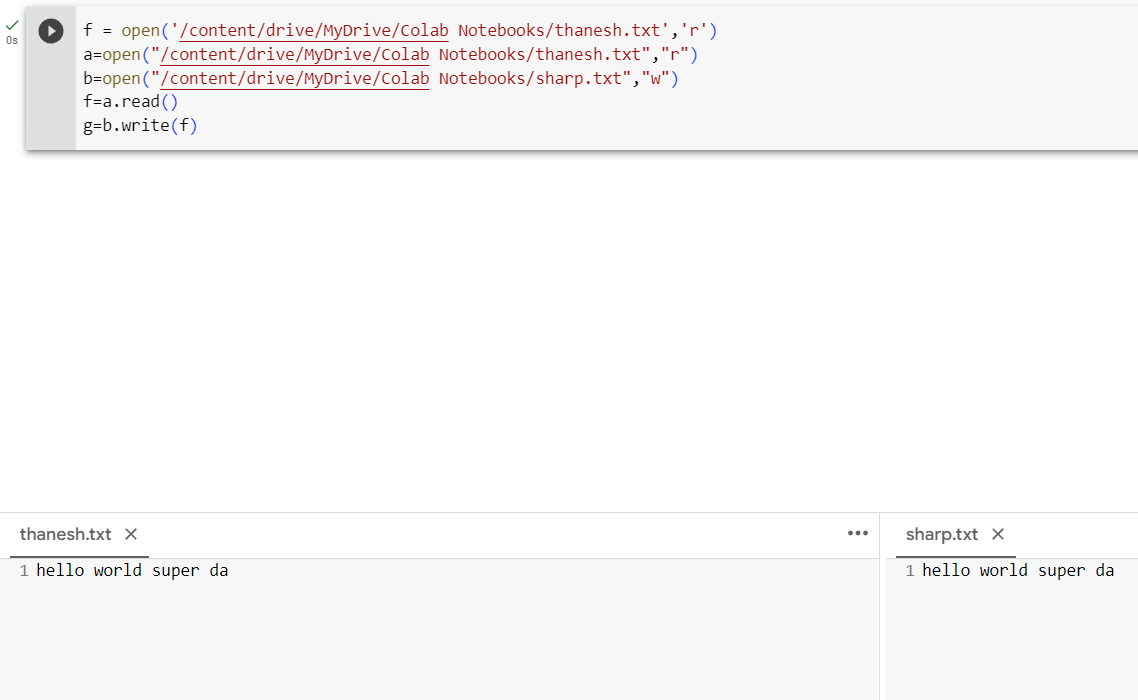 f = open('/content/drive/MyDrive/Colab Notebooks/thanesh.txt','r')
0s
a=open("/content/drive/MyDrive/Colab Notebooks/thanesh.txt","r")
b=open("/content/drive/MyDrive/Colab Notebooks/sharp.txt","w")
f=a.read()
g=b.write(f)
thanesh.txt
sharp.txt
1 hello world super da
1 hello world super da